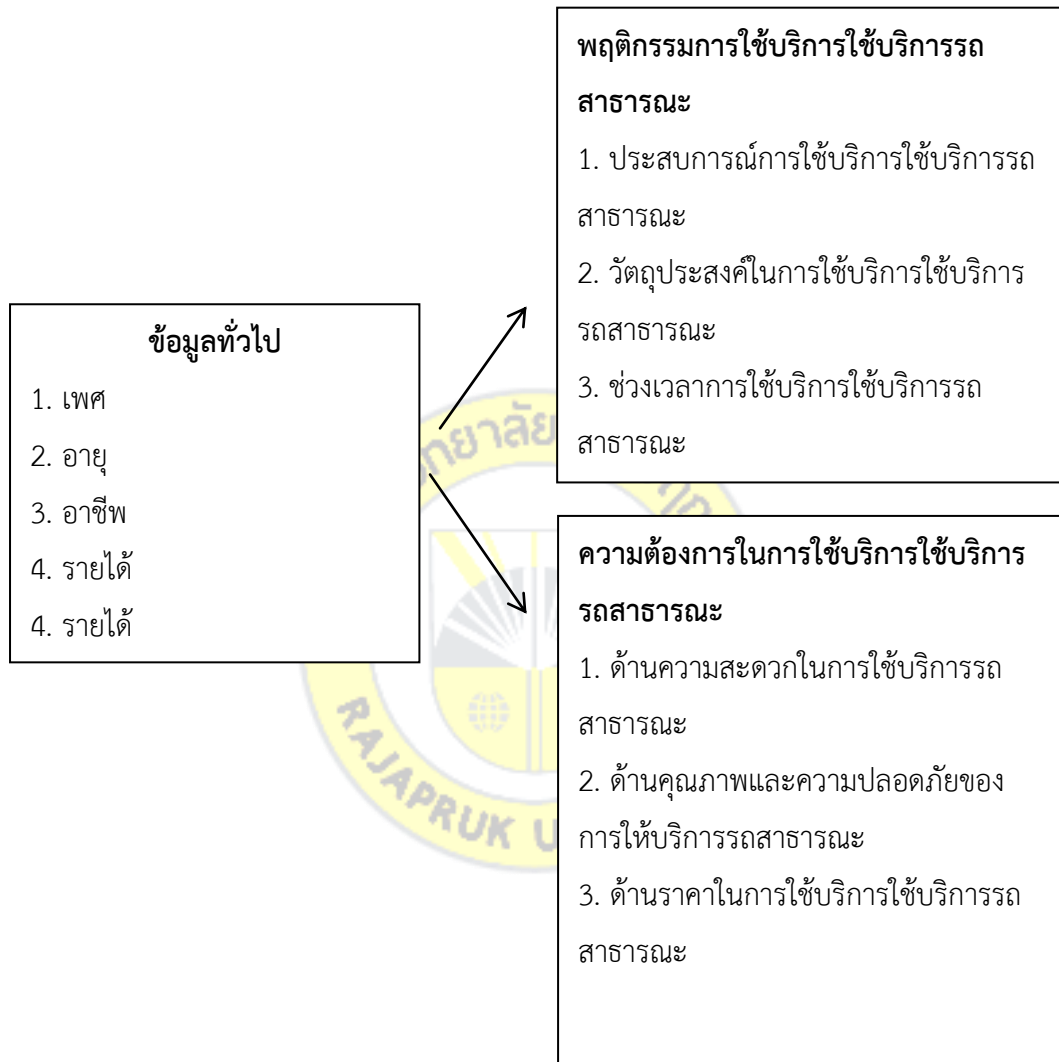 พฤติกรรมการใช้บริการใช้บริการรถ
สาธารณะ
1. ประสบการณ์การใช้บริการใช้บริการรถ
สาธารณะ
2. วัตถุประสงค์ในการใช้บริการใช้บริการ
รถสาธารณะ
3. ช่วงเวลาการใช้บริการใช้บริการรถ
สาธารณะ
ข้อมูลทั่วไป
1. เพศ
2. อายุ
3. อาชีพ
4. รายได้
4. รายได้
ความต้องการในการใช้บริการใช้บริการ
รถสาธารณะ
1. ด้านความสะดวกในการใช้บริการรถ
สาธารณะ
2. ด้านคุณภาพและความปลอดภัยของ
การให้บริการรถสาธารณะ
3. ด้านราคาในการใช้บริการใช้บริการรถ
สาธารณะ
RAJAPRUK